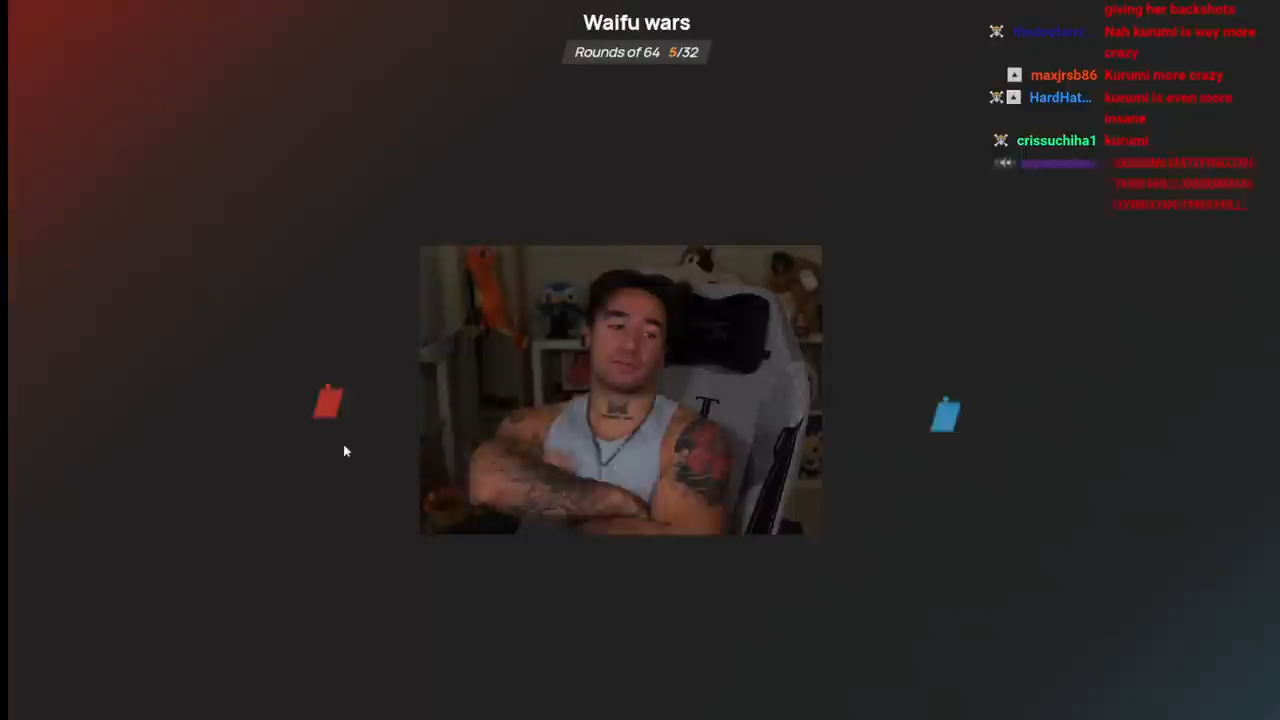 Waifu wars
Rounds of 64 5/32
giving her backshots
Nah kurumi is way more
crazy
maxjrsb86 Kurumi more crazy
HardHat... kurumi is even more
insane
crissuchiha1 kurumi